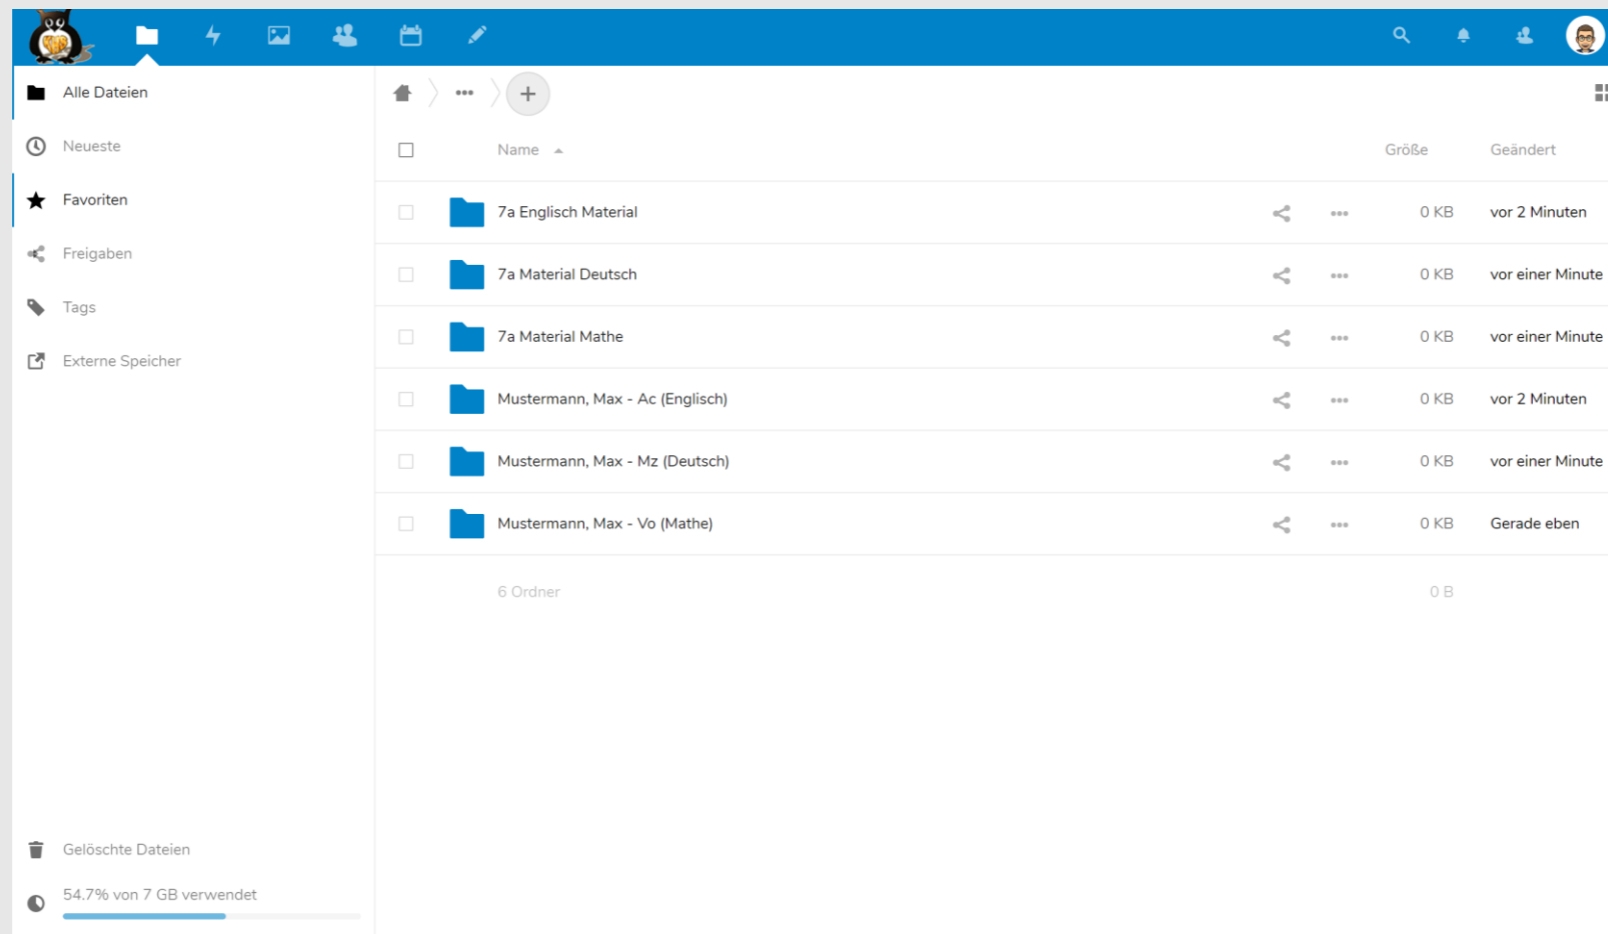 Alle Dateien
Neueste
Favoriten
Freigaben
Tags
Externe Speicher
Gelöschte Dateien
54.7% von 7 GB verwendet
Name Größe Geändert
7a Englisch Material 0 KB vor 2 Minuten
7a Material Deutsch 0 KB vor einer Minute
7a Material Mathe 0 KB vor einer Minute
Mustermann, Max - Ac (Englisch) 0 KB vor 2 Minuten
Mustermann, Max - Mz (Deutsch) 0 KB vor einer Minute
Mustermann, Max - Vo (Mathe) 0 KB Gerade eben
6 Ordner 0 B